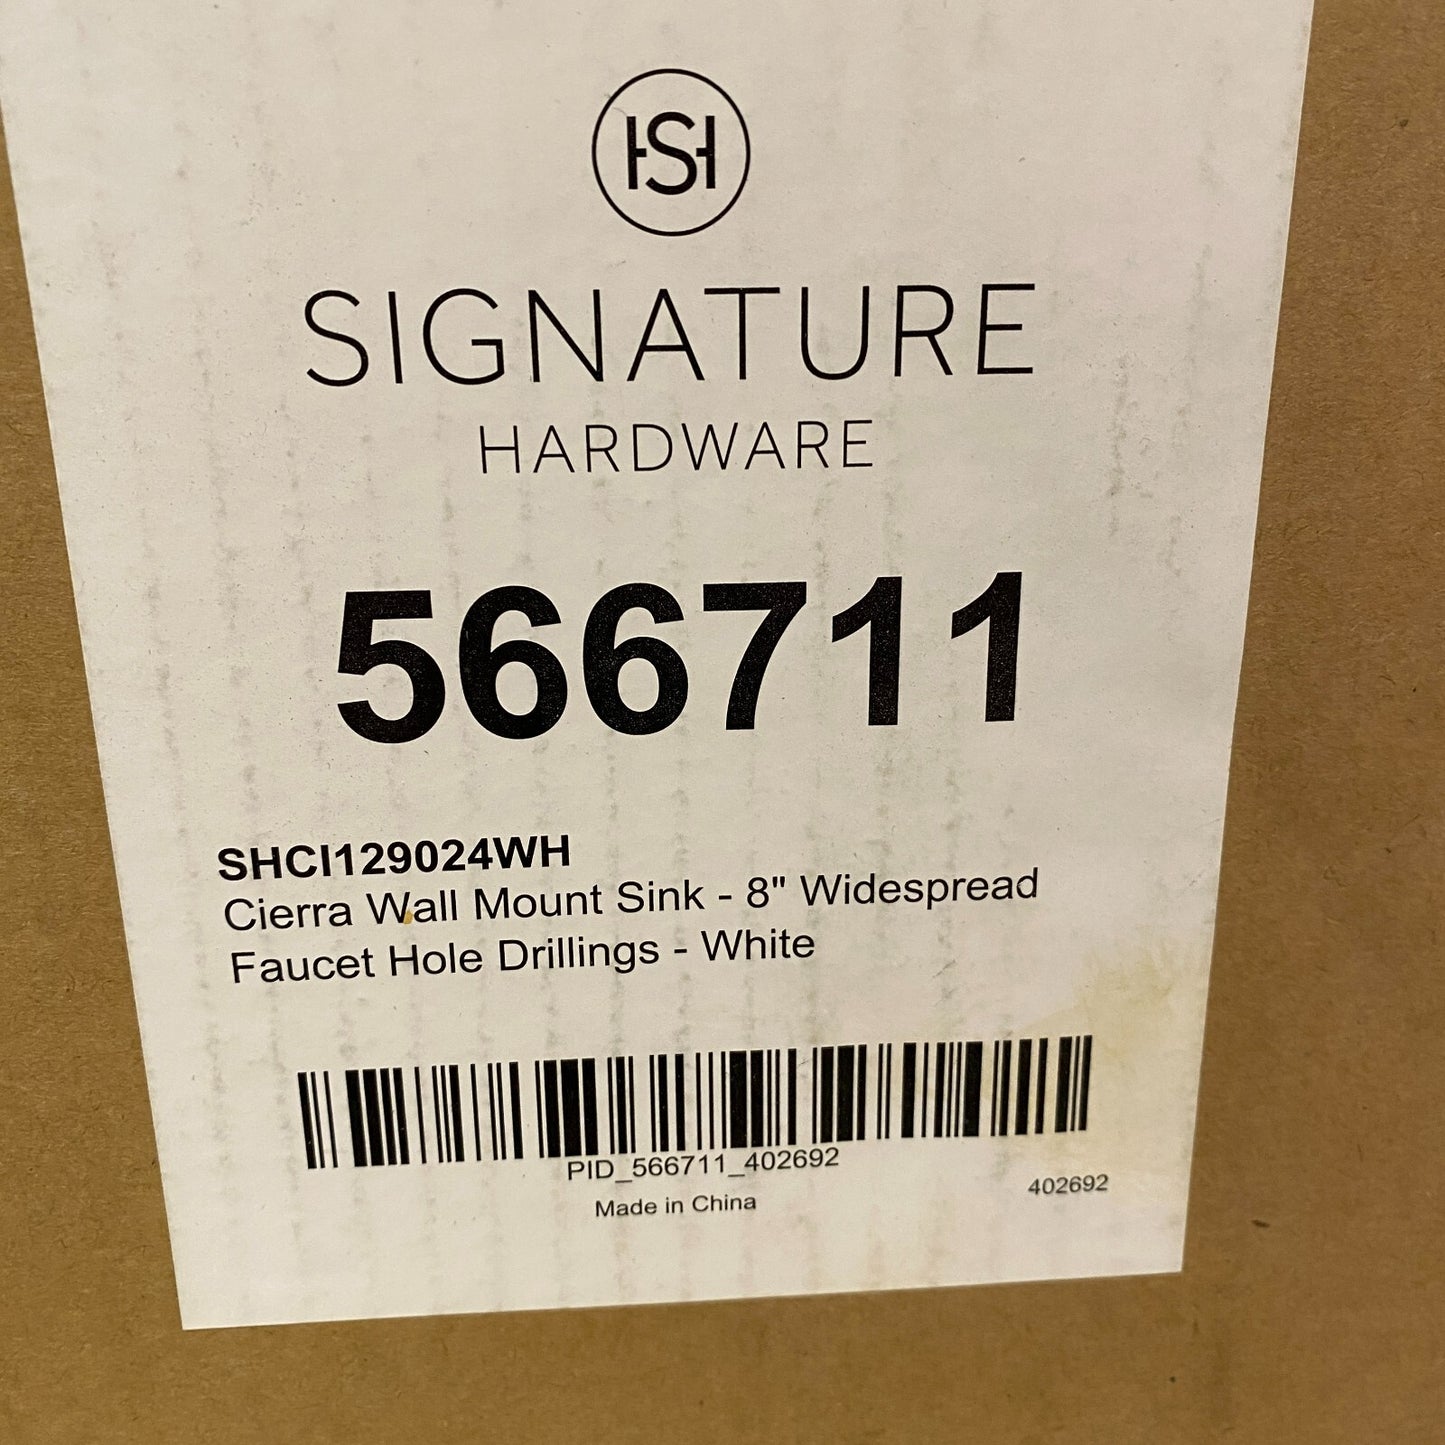 HSH
SIGNATURE
HARDWARE
566711
SHCI129024WH
Cierra Wall Mount Sink - 8" Widespread
Faucet Hole Drillings - White
PID_566711_402692
Made in China
402692